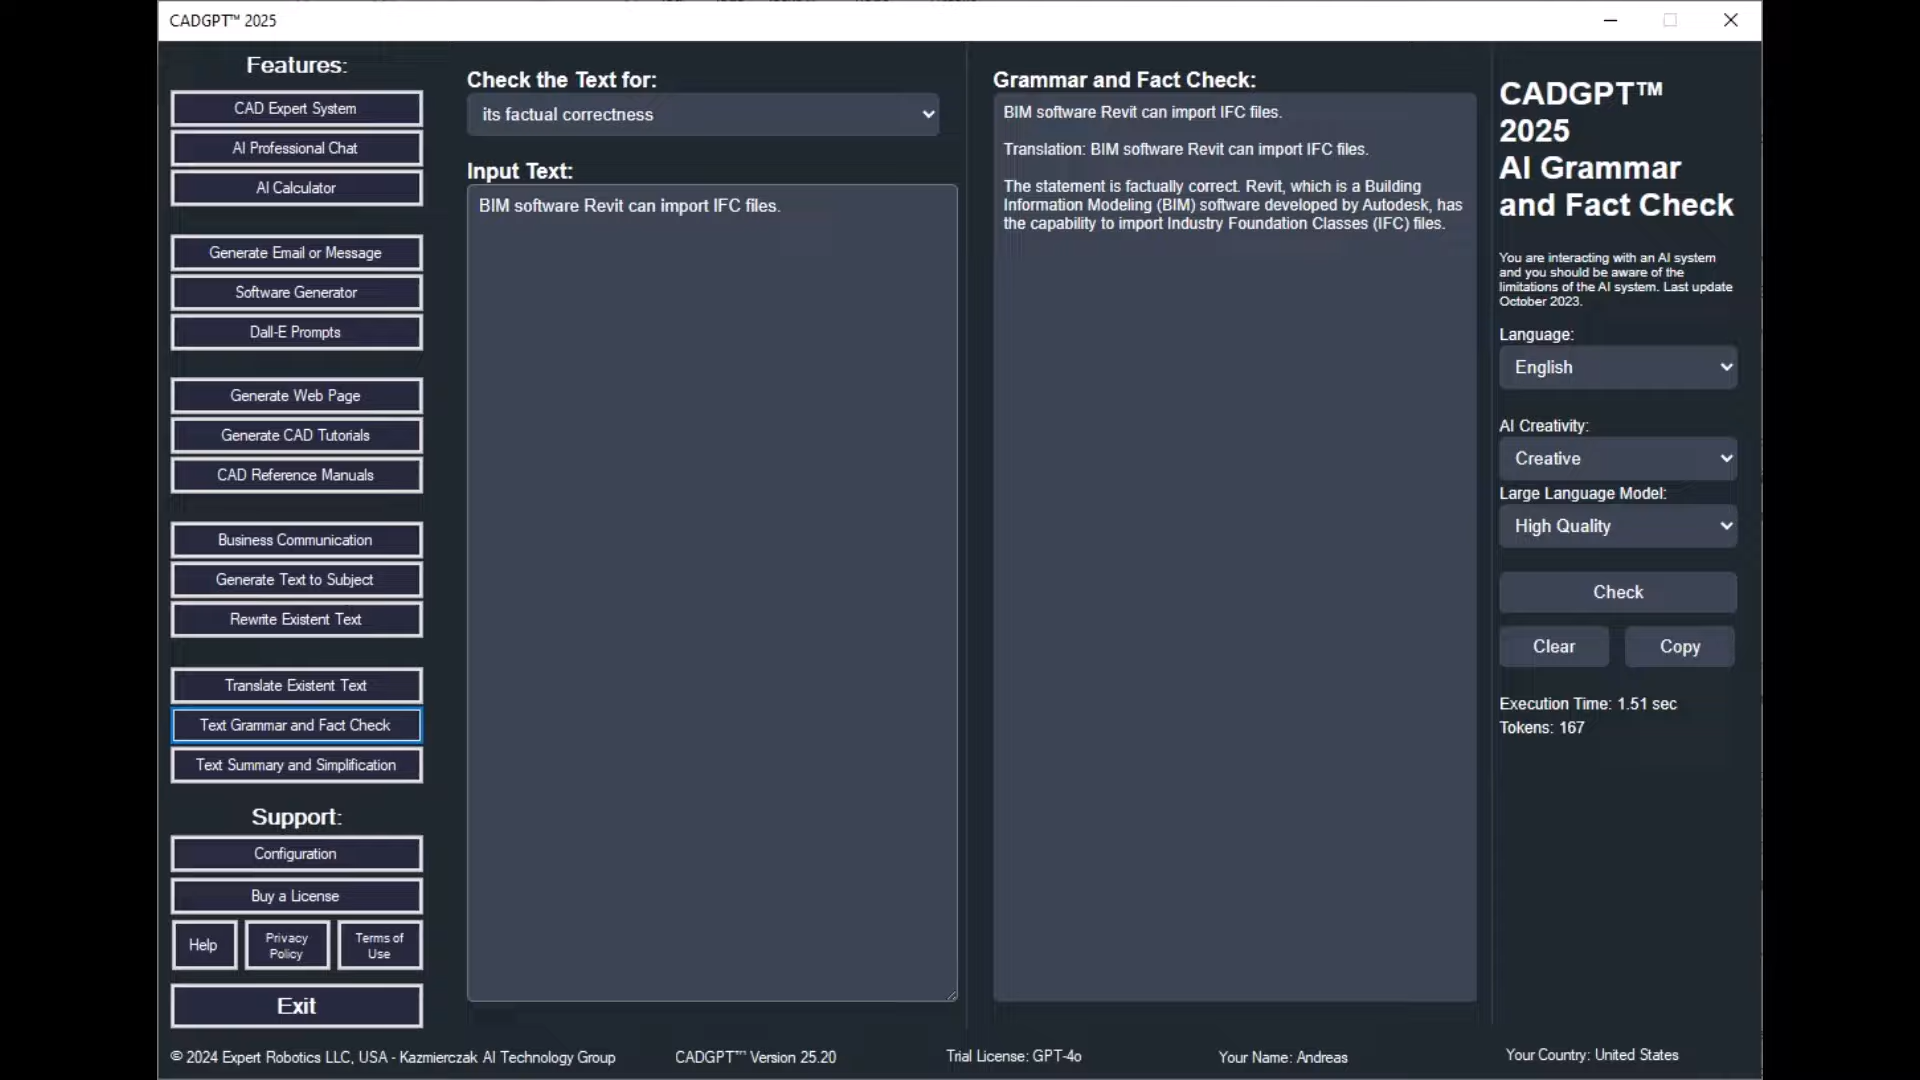 CADGPT™ 2025
Features:
CAD Expert System
AI Professional Chat
AI Calculator
Generate Email or Message
Software Generator
Dall-E Prompts
Generate Web Page
Generate CAD Tutorials
CAD Reference Manuals
Business Communication
Generate Text to Subject
Rewrite Existent Text
Translate Existent Text
Text Grammar and Fact Check
Text Summary and Simplification
Support:
Configuration
Buy a License
Help
Privacy
Policy
Terms of
Use
Exit
Check the Text for:
its factual correctness
Input Text:
BIM software Revit can import IFC files.
Grammar and Fact Check:
BIM software Revit can import IFC files.
Translation: BIM software Revit can import IFC files.
The statement is factually correct. Revit, which is a Building
Information Modeling (BIM) software developed by Autodesk, has
the capability to import Industry Foundation Classes (IFC) files.
CADGPT™
2025
AI Grammar
and Fact Check
You are interacting with an AI system
and you should be aware of the
limitations of the AI system. Last update
October 2023.
Language:
English
AI Creativity:
Creative
Large Language Model:
High Quality
Check
Clear
Copy
Execution Time: 1.51 sec
Tokens: 167
© 2024 Expert Robotics LLC, USA - Kazmierczak AI Technology Group
CADGPT™ Version 25.20
Trial License: GPT-4o
Your Name: Andreas
Your Country: United States